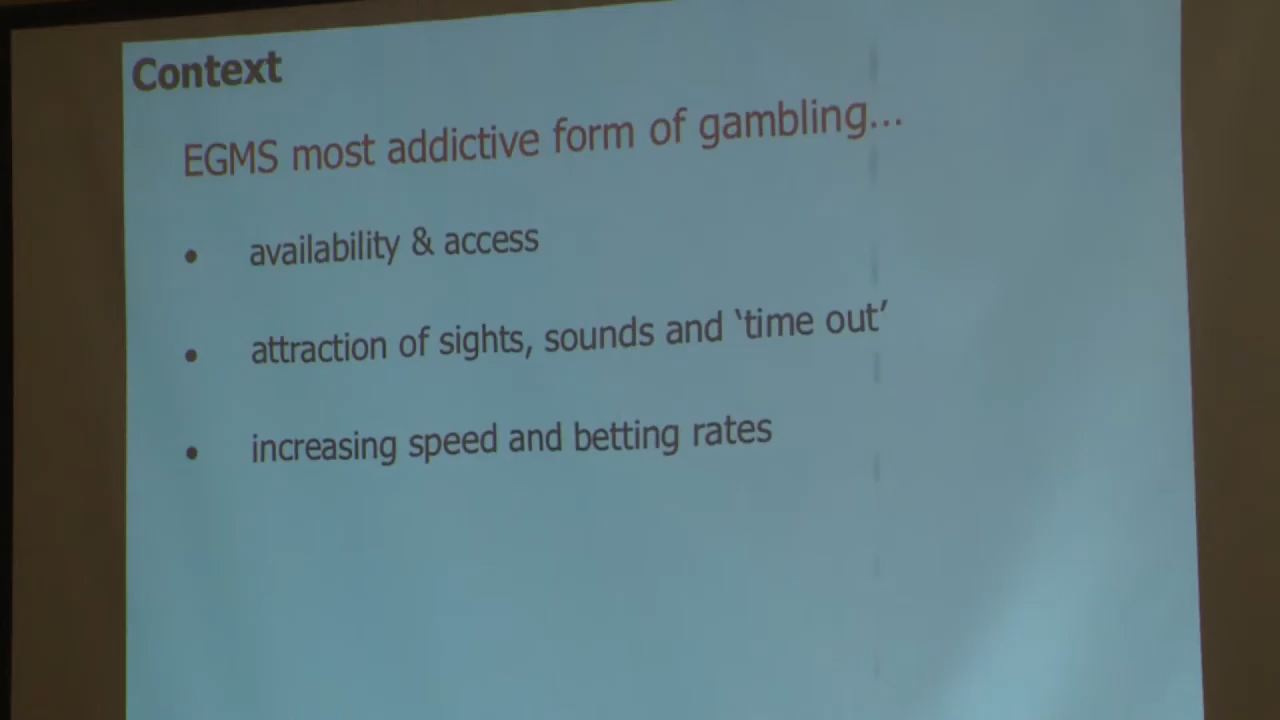 Context
EGMS most addictive form of gambling...
• availability & access
• attraction of sights, sounds and ‘time out’
• increasing speed and betting rates